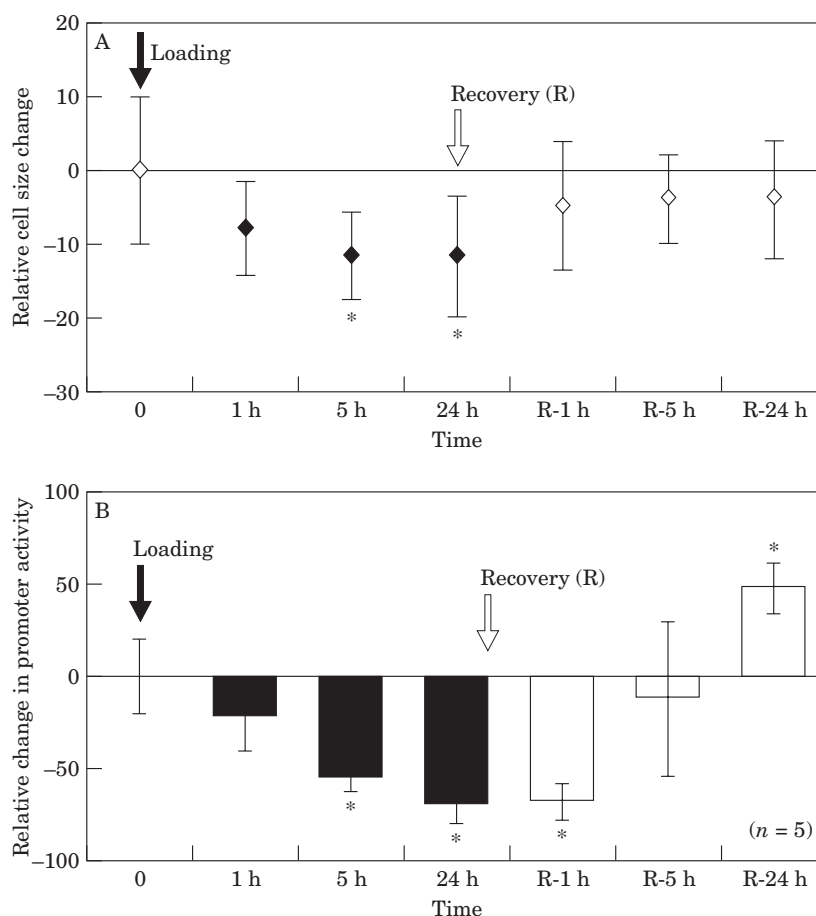 A
Loading
Recovery (R)
Relative cell size change
20
10
0
–10
–20
–30
*
*
0 1 h 5 h 24 h R-1 h R-5 h R-24 h
Time
B
Loading
Recovery (R)
Relative change in promoter activity
100
50
0
–50
–100
*
*
*
*
(n = 5)
0 1 h 5 h 24 h R-1 h R-5 h R-24 h
Time